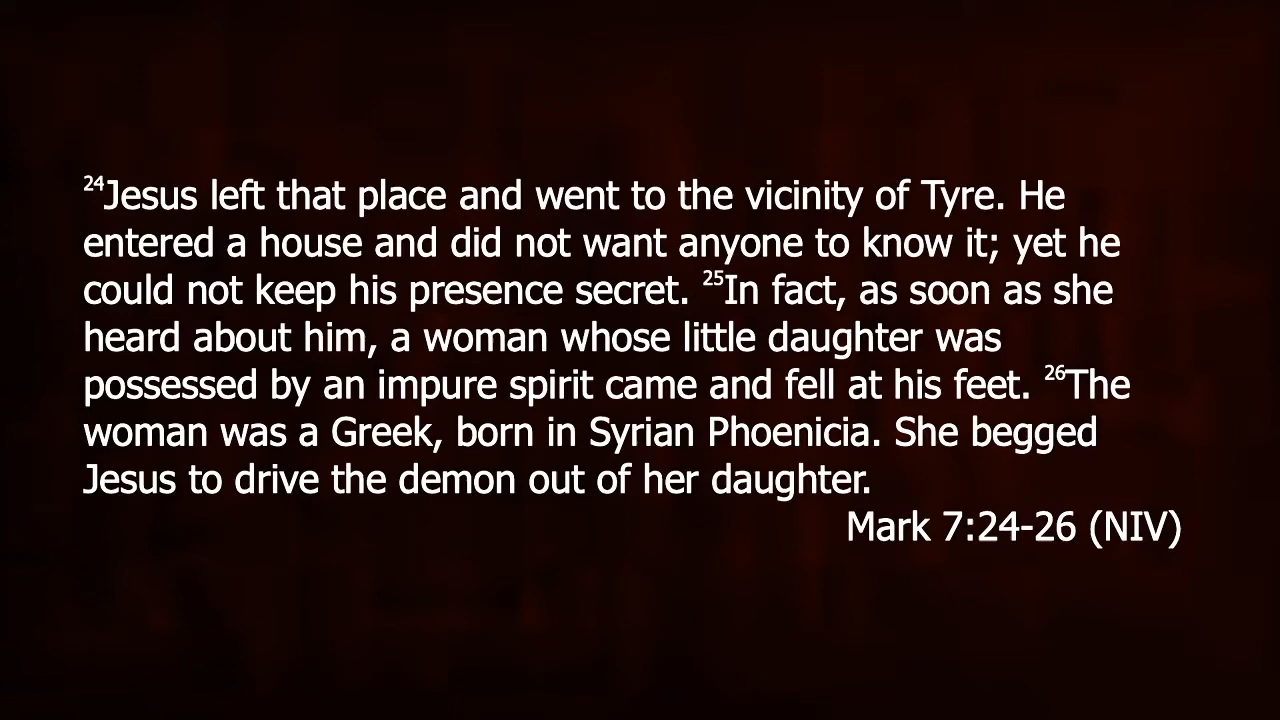 24Jesus left that place and went to the vicinity of Tyre. He
entered a house and did not want anyone to know it; yet he
could not keep his presence secret. 25In fact, as soon as she
heard about him, a woman whose little daughter was
possessed by an impure spirit came and fell at his feet. 26The
woman was a Greek, born in Syrian Phoenicia. She begged
Jesus to drive the demon out of her daughter.
Mark 7:24-26 (NIV)